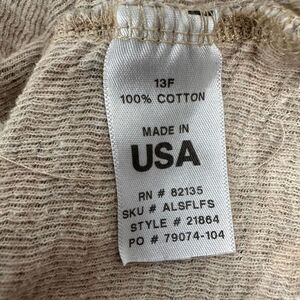 13F
100% COTTON
MADE IN
USA
RN # 82135
SKU # ALSFLFS
STYLE # 21864
PO # 79074-104